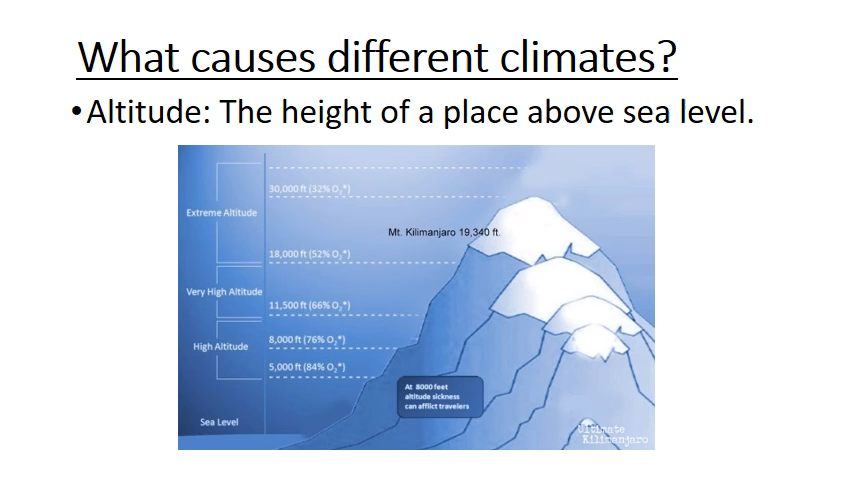 What causes different climates?
•Altitude: The height of a place above sea level.
30,000 ft (32% O₂*)
Extreme Altitude
Mt. Kilimanjaro 19,340 ft.
18,000 ft (52% O₂*)
Very High Altitude
11,500 ft (66% O₂*)
8,000 ft (76% O₂*)
High Altitude
5,000 ft (84% O₂*)
At 8000 feet
altitude sickness
can afflict travelers
Sea Level
Ultimate
Kilimanjaro